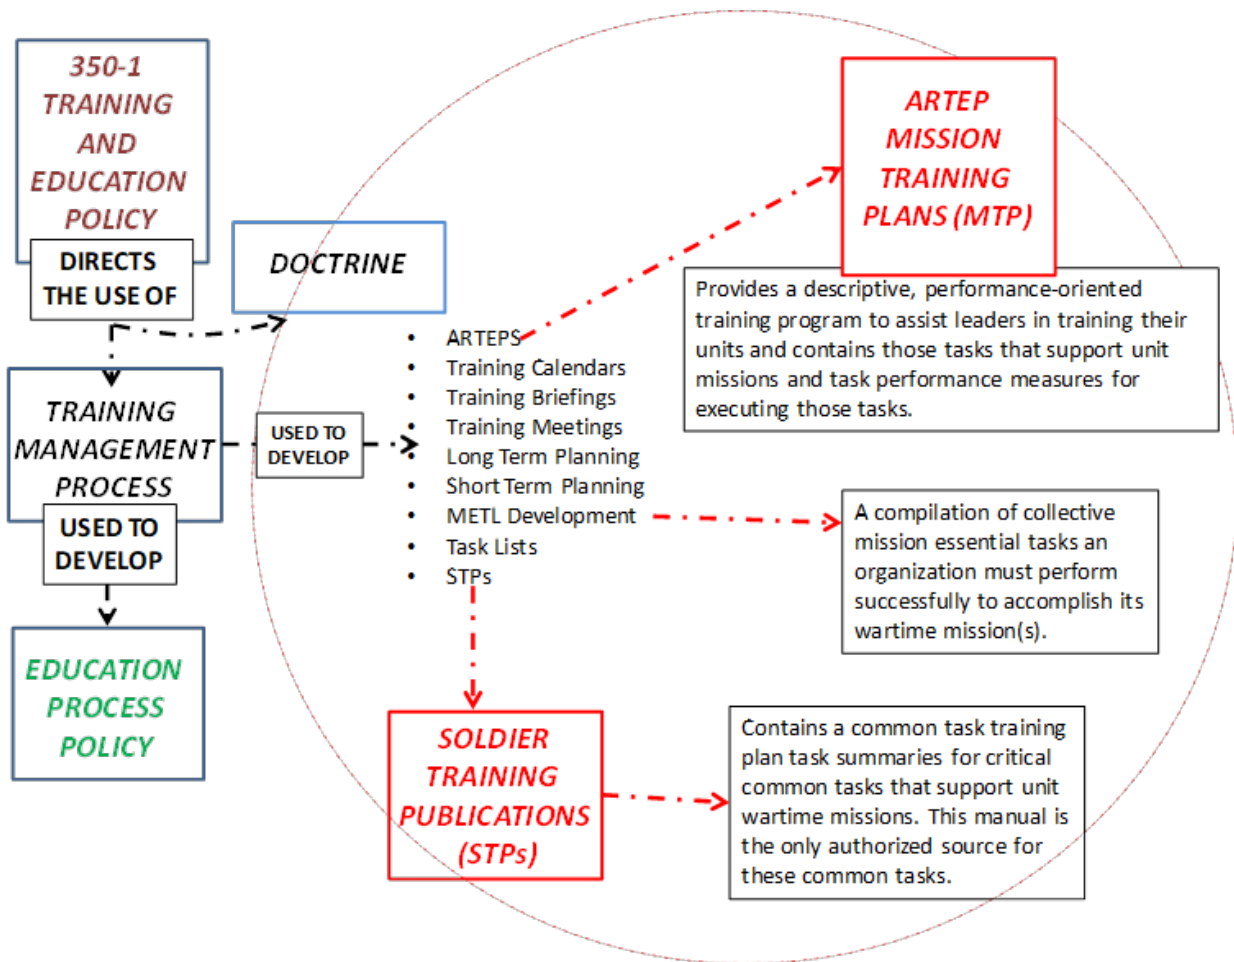 350-1
TRAINING
AND
EDUCATION
POLICY
DIRECTS
THE USE OF
DOCTRINE
TRAINING
MANAGEMENT
PROCESS
USED TO
DEVELOP
EDUCATION
PROCESS
POLICY
USED TO
DEVELOP
• ARTEPS
• Training Calendars
• Training Briefings
• Training Meetings
• Long Term Planning
• Short Term Planning
• METL Development
• Task Lists
• STPs
ARTEP
MISSION
TRAINING
PLANS (MTP)
Provides a descriptive, performance-oriented
training program to assist leaders in training their
units and contains those tasks that support unit
missions and task performance measures for
executing those tasks.
A compilation of collective
mission essential tasks an
organization must perform
successfully to accomplish its
wartime mission(s).
SOLDIER
TRAINING
PUBLICATIONS
(STPs)
Contains a common task training
plan task summaries for critical
common tasks that support unit
wartime missions. This manual is
the only authorized source for
these common tasks.